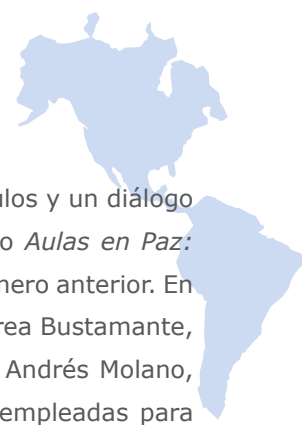 ulos y un diálogo
o Aulas en Paz:
nero anterior. En
rea Bustamante,
Andrés Molano,
empleadas para